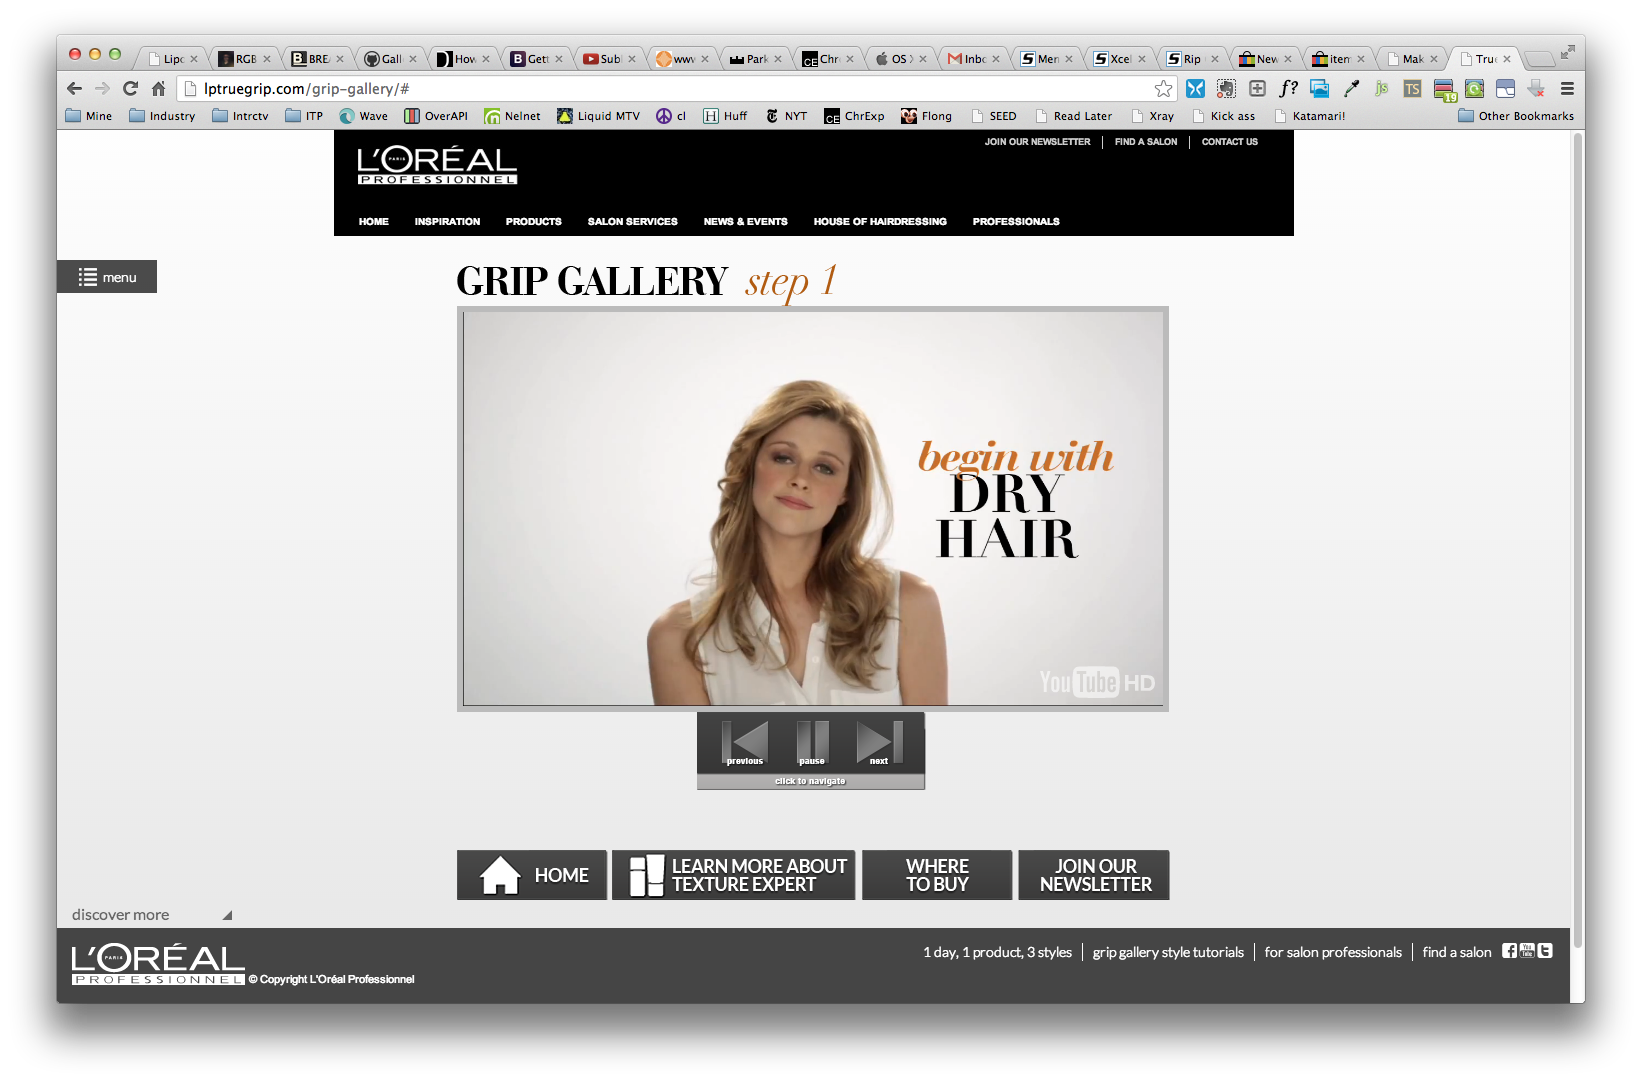 Lipo
RGB
BRE
Gall
How
Gett
Subl
www
Park
Chr
OS X
Inbo
Men
Xcel
Rip
New
item
Mak
True
lptruegrip.com/grip-gallery/#
f?
js
TS
19
Mine
Industry
Intrctv
ITP
Wave
OverAPI
Nelnet
Liquid MTV
cl
Huff
NYT
ChrExp
Flong
SEED
Read Later
Xray
Kick ass
Katamari!
Other Bookmarks
L'ORÉAL
PARIS
PROFESSIONNEL
JOIN OUR NEWSLETTER
FIND A SALON
CONTACT US
HOME
INSPIRATION
PRODUCTS
SALON SERVICES
NEWS & EVENTS
HOUSE OF HAIRDRESSING
PROFESSIONALS
menu
GRIP GALLERY step 1
begin with
DRY
HAIR
YouTube HD
previous
pause
next
click to navigate
HOME
LEARN MORE ABOUT
TEXTURE EXPERT
WHERE
TO BUY
JOIN OUR
NEWSLETTER
discover more
L'ORÉAL
PARIS
PROFESSIONNEL
© Copyright L'Oréal Professionnel
1 day, 1 product, 3 styles
grip gallery style tutorials
for salon professionals
find a salon